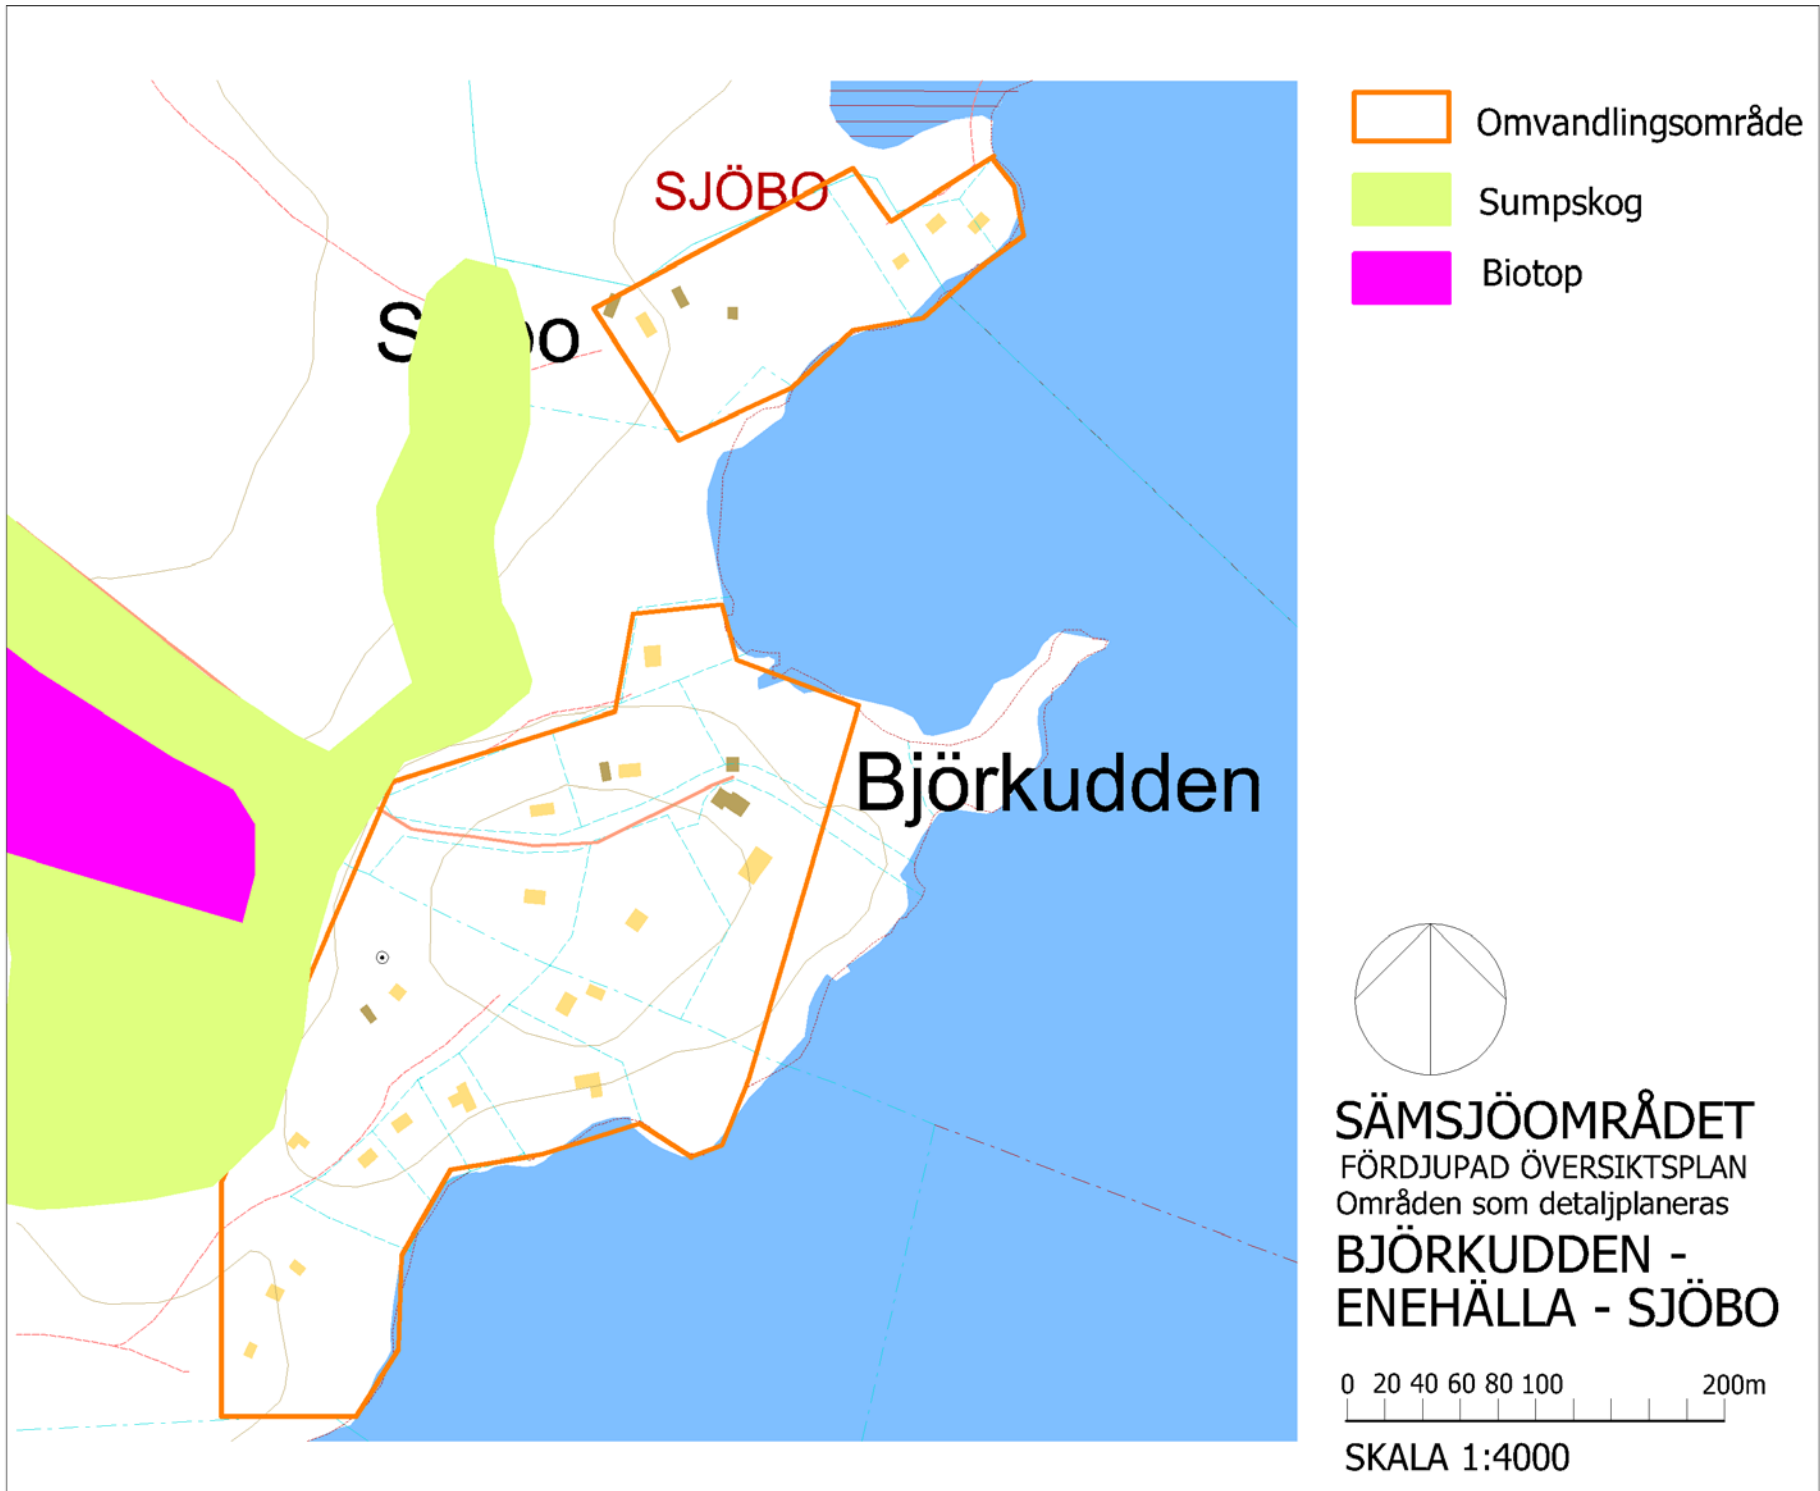 SJÖBO
S bo
Björkudden
Omvandlingsområde
Sumpskog
Biotop
SÄMSJÖOMRÅDET
FÖRDJUPAD ÖVERSIKTSPLAN
Områden som detaljplaneras
BJÖRKUDDEN -
ENEHÄLLA - SJÖBO
0 20 40 60 80 100 200m
SKALA 1:4000